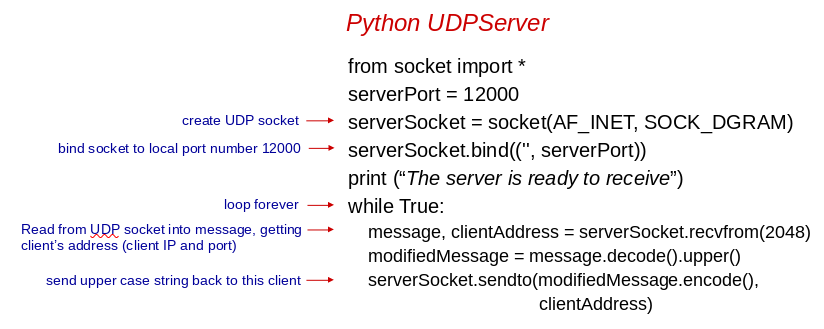 Python UDPServer
from socket import *
serverPort = 12000
create UDP socket
serverSocket = socket(AF_INET, SOCK_DGRAM)
bind socket to local port number 12000
serverSocket.bind(('', serverPort))
print (“The server is ready to receive”)
loop forever
while True:
Read from UDP socket into message, getting
client’s address (client IP and port)
message, clientAddress = serverSocket.recvfrom(2048)
modifiedMessage = message.decode().upper()
send upper case string back to this client
serverSocket.sendto(modifiedMessage.encode(),
clientAddress)